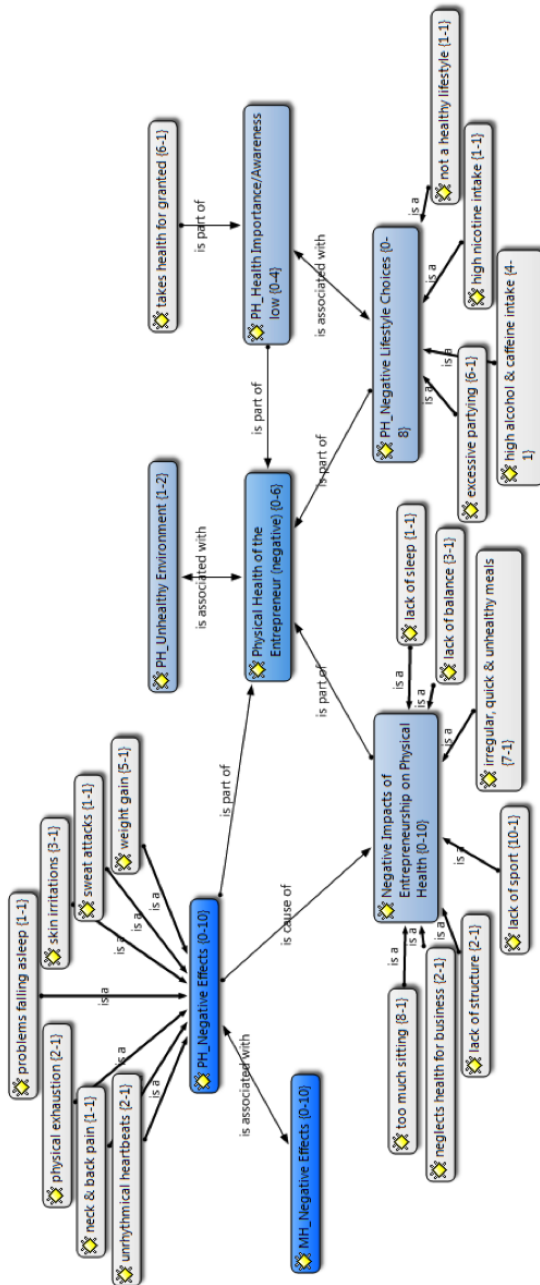 problems falling asleep {1-1}
skin irritations {3-1}
sweat attacks {1-1}
weight gain {5-1}
physical exhaustion {2-1}
neck & back pain {1-1}
unrhythmical heartbeats {2-1}
is a
is a
is a
is a
is a
is a
PH_Negative Effects {0-10}
is associated with
MH_Negative Effects {0-10}
is cause of
is part of
PH_Unhealthy Environment {1-2}
is associated with
Physical Health of the
Entrepreneur (negative) {0-6}
takes health for granted {6-1}
is part of
PH_Health Importance/Awareness
low {0-4}
is part of
is associated with
is part of
is part of
PH_Negative Lifestyle Choices {0-
8}
is a
is a
is a
is a
not a healthy lifestyle {1-1}
high nicotine intake {1-1}
high alcohol & caffeine intake {4-
1}
excessive partying {6-1}
Negative Impacts of
Entrepreneurship on Physical
Health {0-10}
is a
is a
is a
is a
is a
is a
is a
lack of sleep {1-1}
lack of balance {3-1}
irregular, quick & unhealthy meals
{7-1}
lack of sport {10-1}
lack of structure {2-1}
neglects health for business {2-1}
too much sitting {8-1}